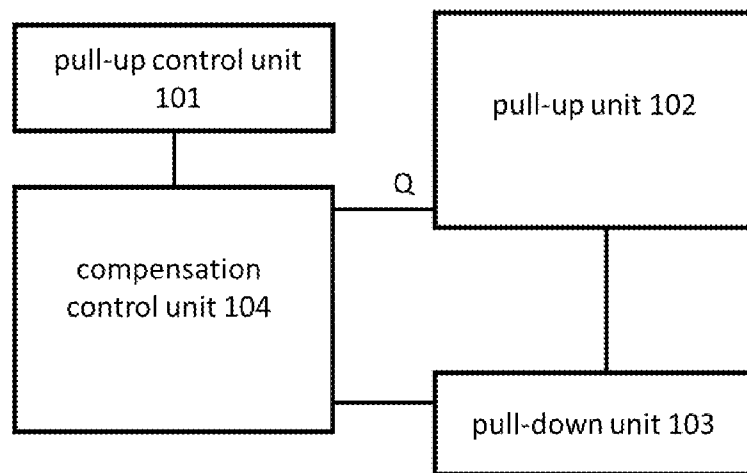 pull-up control unit
101
pull-up unit 102
Q
compensation
control unit 104
pull-down unit 103